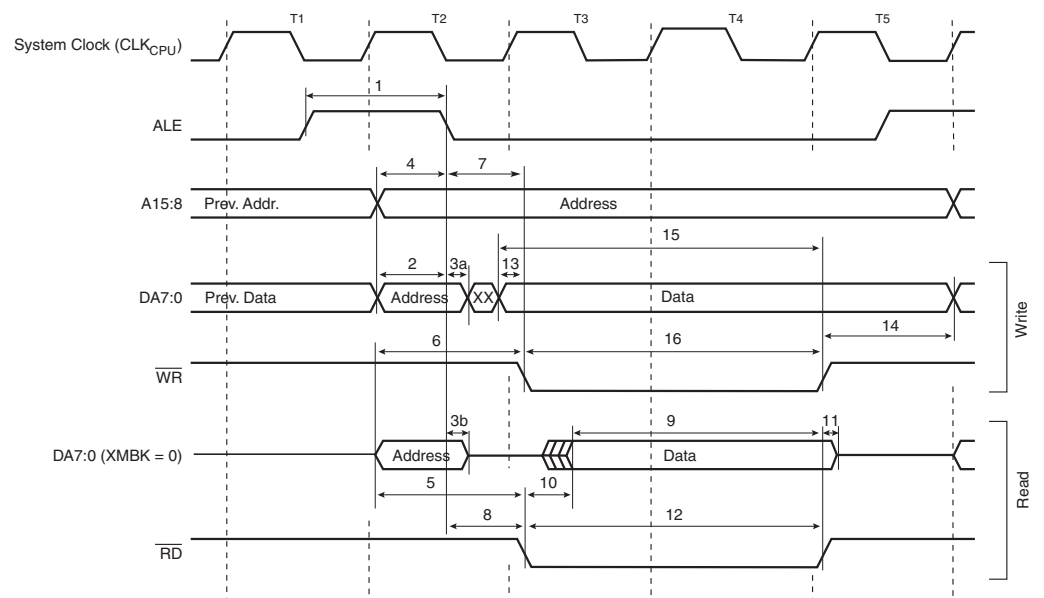 T1 T2 T3 T4 T5
System Clock (CLKCPU)
1
ALE
4 7
A15:8 Prev. Addr. Address
15
2 3a 13
DA7:0 Prev. Data Address XX Data
14
6 16
WR
Write
3b 9 11
DA7:0 (XMBK = 0) Address Data
5 10
8 12
RD
Read